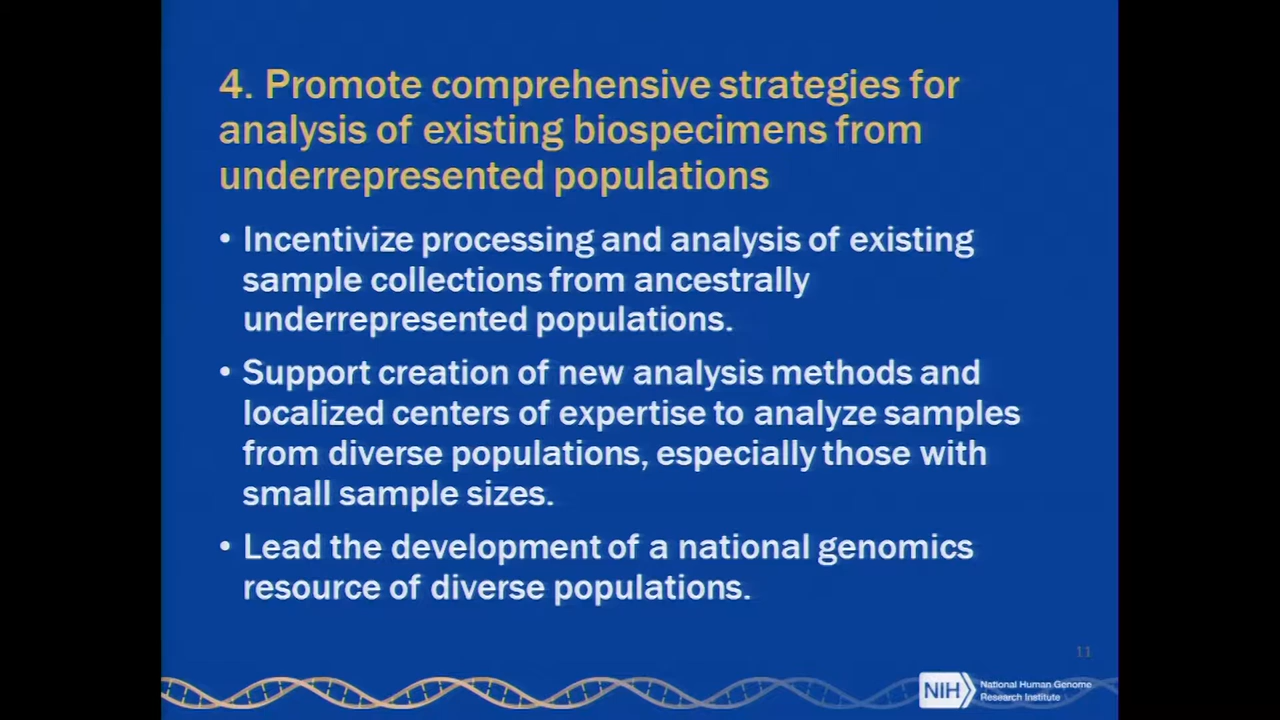 4. Promote comprehensive strategies for
analysis of existing biospecimens from
underrepresented populations
• Incentivize processing and analysis of existing
sample collections from ancestrally
underrepresented populations.
• Support creation of new analysis methods and
localized centers of expertise to analyze samples
from diverse populations, especially those with
small sample sizes.
• Lead the development of a national genomics
resource of diverse populations.
11
NIH
National Human Genome
Research Institute